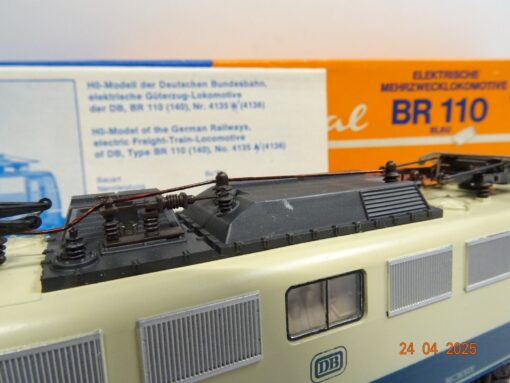 H0-Modell der Deutschen Bundesbahn,
elektrische Güterzug-Lokomotive
der DB, BR 110 (140), Nr. 4135 A (4136)
H0-Model of the German Railways,
electric Freight-Train-Locomotive
of DB, Type BR 110 (140), No. 4135 A (4136)
Bauart
ELEKTRISCHE
MEHRZWECKLOKOMOTIVE
BR 110
BLAU
al
DB
24 04 2025